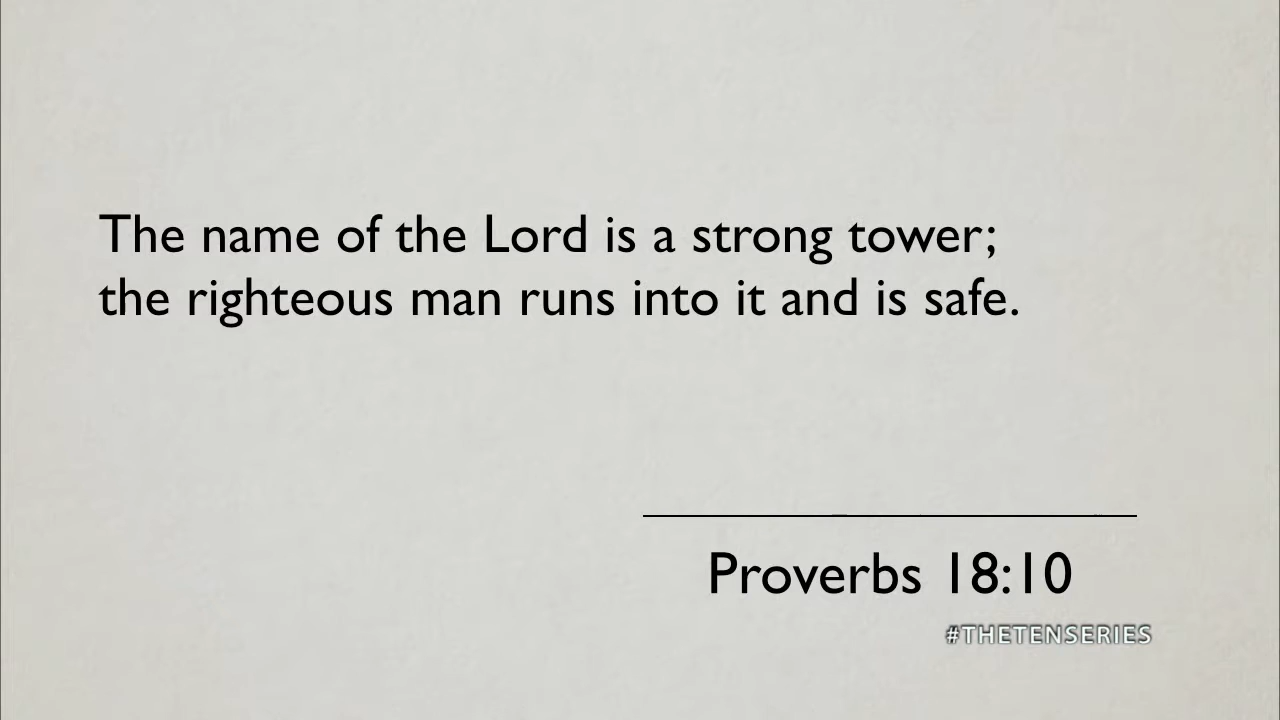 The name of the Lord is a strong tower;
the righteous man runs into it and is safe.
Proverbs 18:10
#THETENSERIES